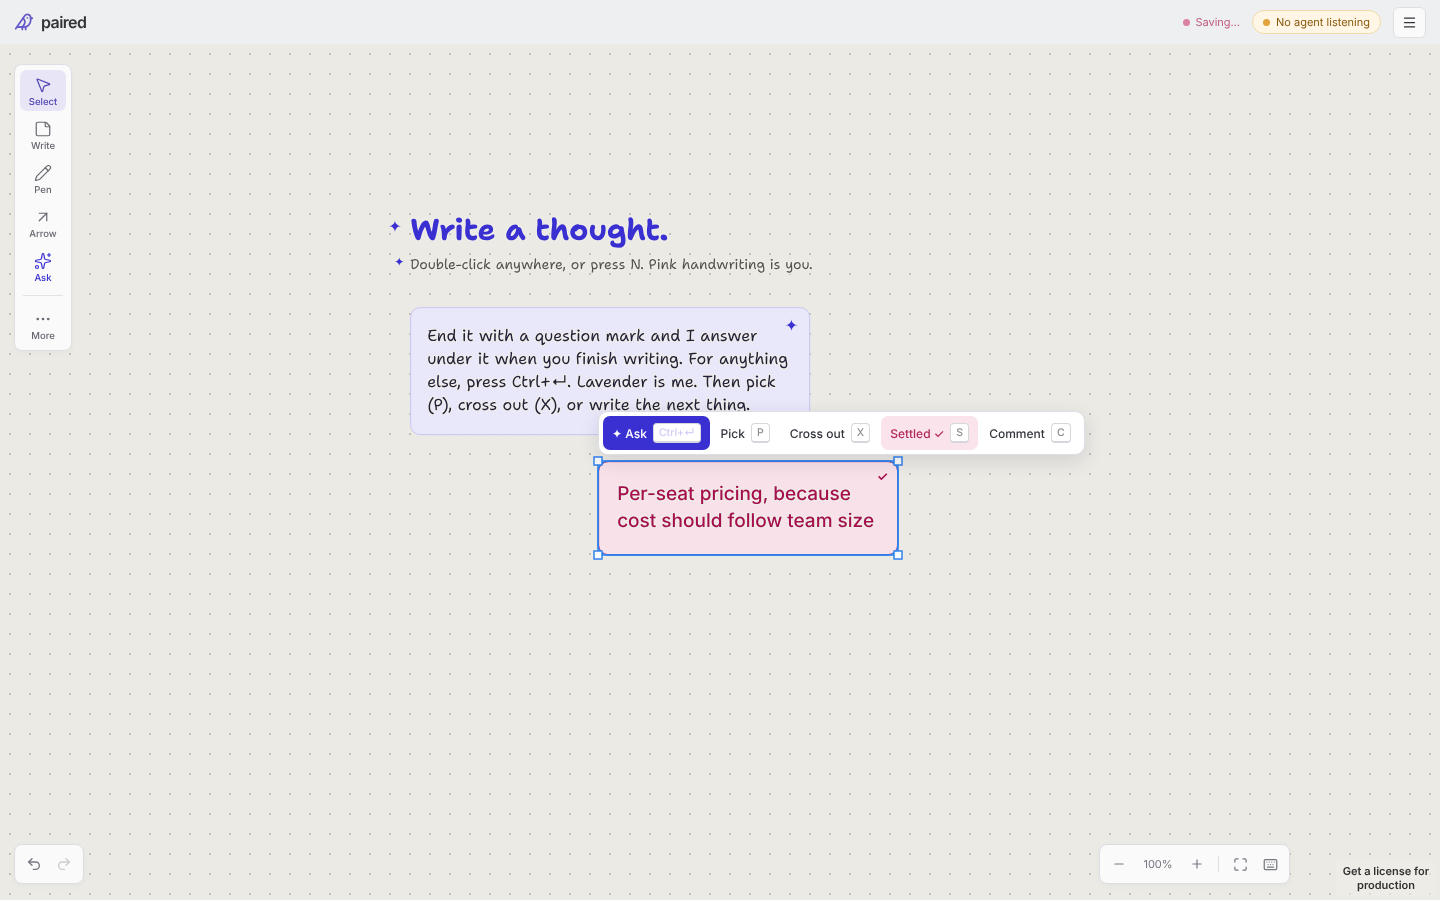 paired
Saving...
No agent listening
Select
Write
Pen
Arrow
Ask
More
Write a thought.
Double-click anywhere, or press N. Pink handwriting is you.
End it with a question mark and I answer
under it when you finish writing. For anything
else, press Ctrl+↵. Lavender is me. Then pick
(P), cross out (X), or write the next thing.
Ask Ctrl+↵ Pick P Cross out X Settled ✓ S Comment C
Per-seat pricing, because
cost should follow team size
100%
Get a license for
production